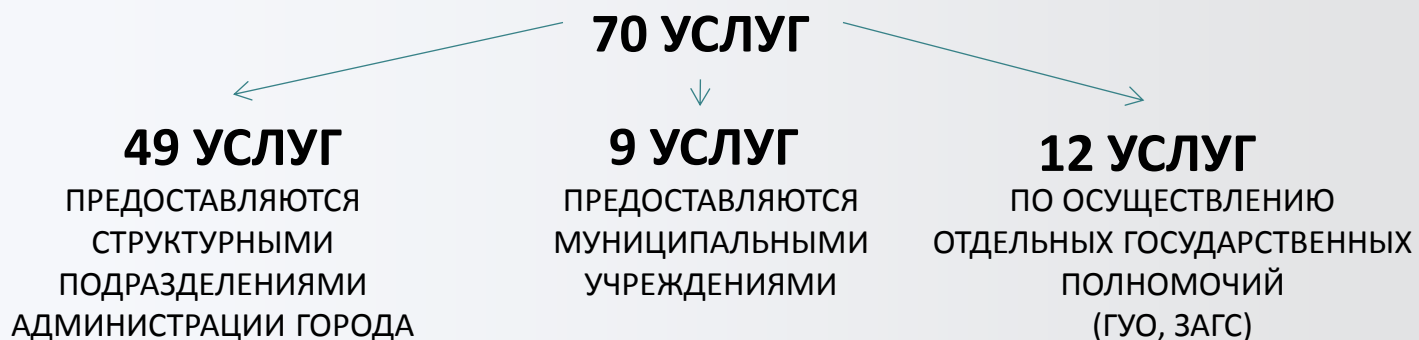 70 УСЛУГ
49 УСЛУГ
ПРЕДОСТАВЛЯЮТСЯ
СТРУКТУРНЫМИ
ПОДРАЗДЕЛЕНИЯМИ
АДМИНИСТРАЦИИ ГОРОДА
9 УСЛУГ
ПРЕДОСТАВЛЯЮТСЯ
МУНИЦИПАЛЬНЫМИ
УЧРЕЖДЕНИЯМИ
12 УСЛУГ
ПО ОСУЩЕСТВЛЕНИЮ
ОТДЕЛЬНЫХ ГОСУДАРСТВЕННЫХ
ПОЛНОМОЧИЙ
(ГУО, ЗАГС)